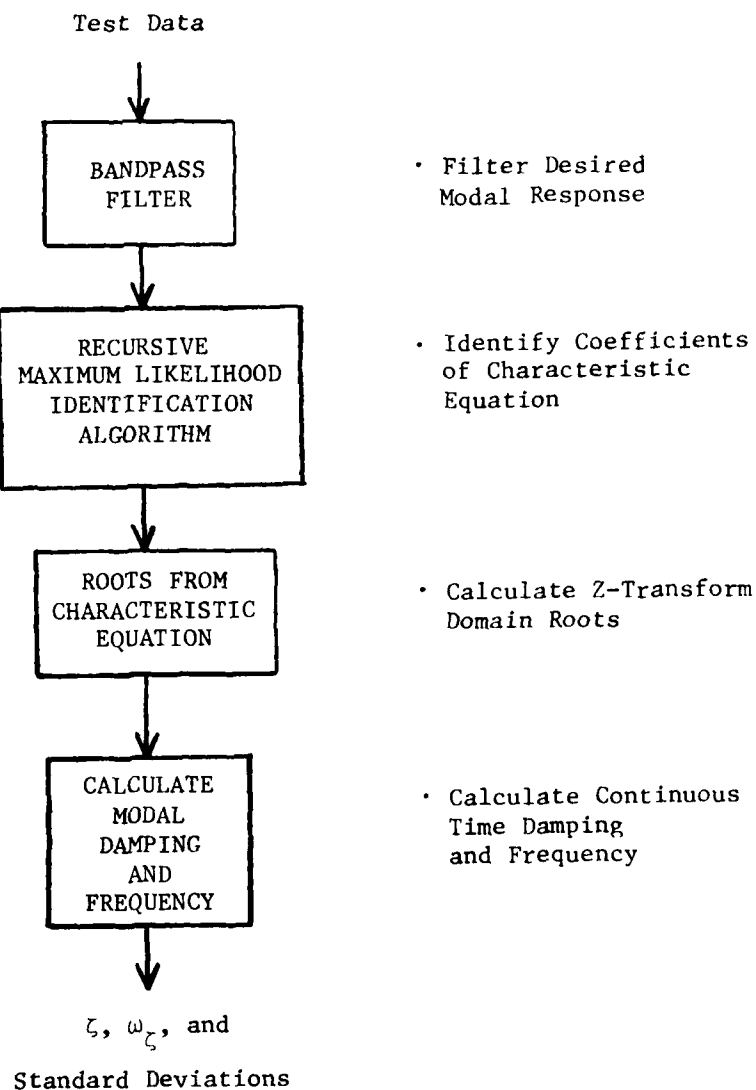 Test Data
BANDPASS
FILTER
· Filter Desired
Modal Response
RECURSIVE
MAXIMUM LIKELIHOOD
IDENTIFICATION
ALGORITHM
· Identify Coefficients
of Characteristic
Equation
ROOTS FROM
CHARACTERISTIC
EQUATION
· Calculate Z-Transform
Domain Roots
CALCULATE
MODAL
DAMPING
AND
FREQUENCY
· Calculate Continuous
Time Damping
and Frequency
ζ, ω_ζ, and
Standard Deviations